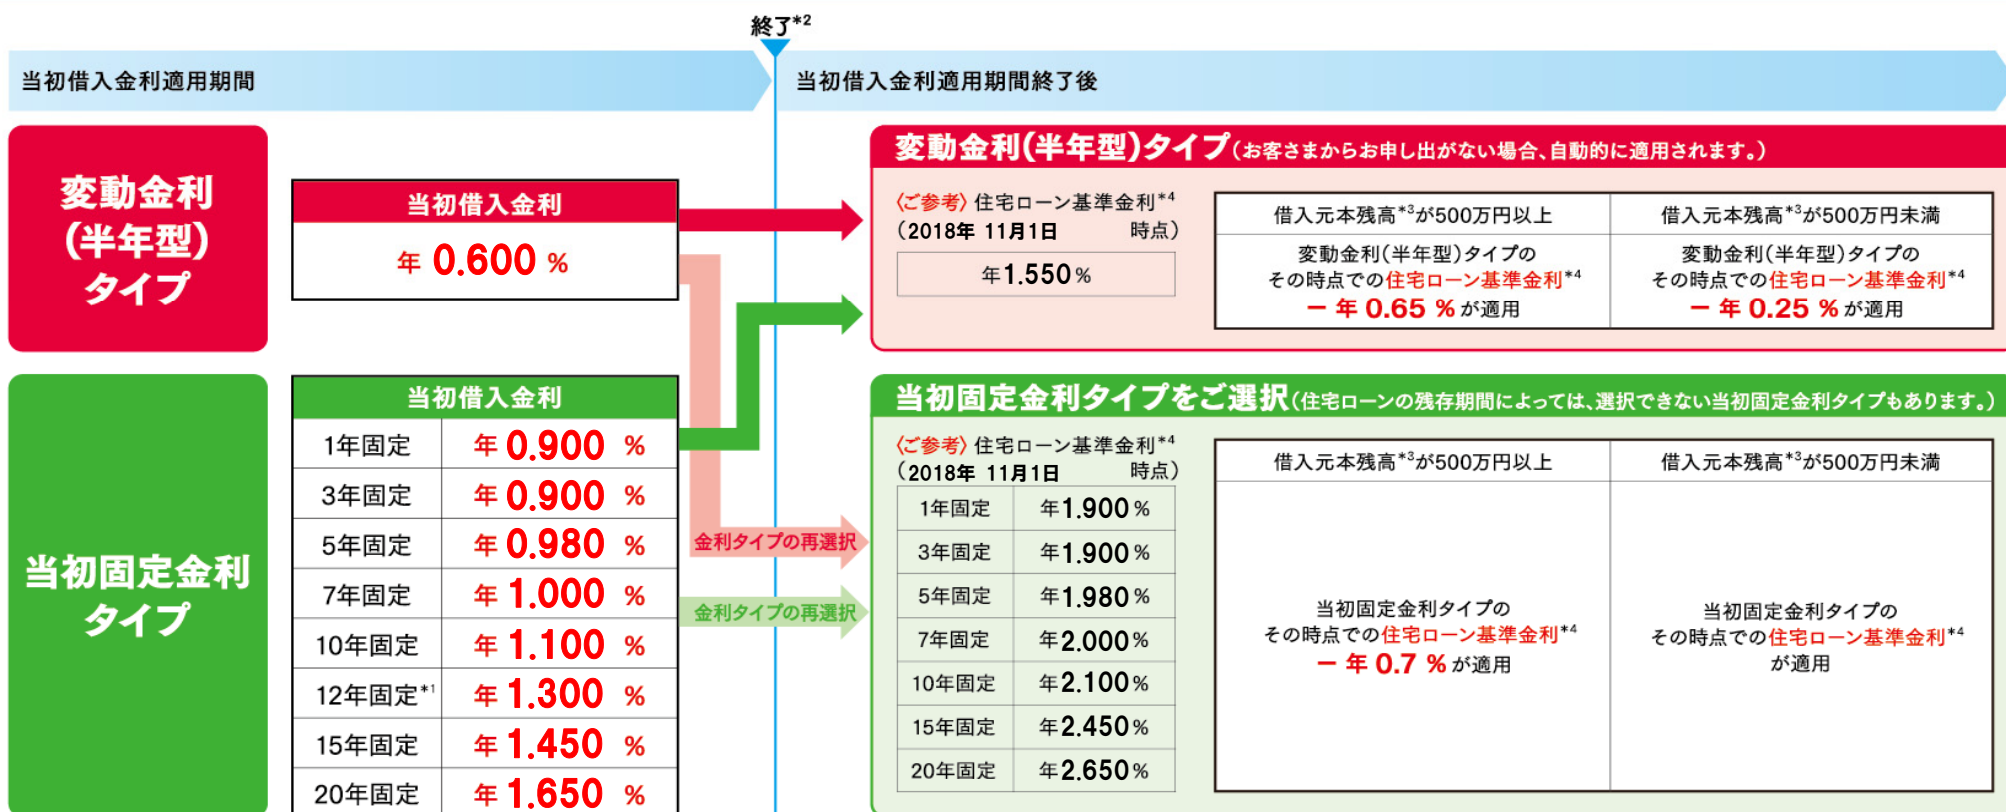 終了*2
当初借入金利適用期間
当初借入金利適用期間終了後
変動金利
(半年型)
タイプ
当初借入金利
年 0.600 %
変動金利(半年型)タイプ(お客さまからお申し出がない場合、自動的に適用されます。)
〈ご参考〉住宅ローン基準金利*4
(2018年 11月1日 時点)
年1.550%
借入元本残高*3が500万円以上
変動金利(半年型)タイプの
その時点での住宅ローン基準金利*4
− 年 0.65 % が適用
借入元本残高*3が500万円未満
変動金利(半年型)タイプの
その時点での住宅ローン基準金利*4
− 年 0.25 % が適用
当初固定金利
タイプ
当初借入金利
1年固定 年 0.900 %
3年固定 年 0.900 %
5年固定 年 0.980 %
7年固定 年 1.000 %
10年固定 年 1.100 %
12年固定*1 年 1.300 %
15年固定 年 1.450 %
20年固定 年 1.650 %
金利タイプの再選択
金利タイプの再選択
当初固定金利タイプをご選択(住宅ローンの残存期間によっては、選択できない当初固定金利タイプもあります。)
〈ご参考〉住宅ローン基準金利*4
(2018年 11月1日 時点)
1年固定 年1.900%
3年固定 年1.900%
5年固定 年1.980%
7年固定 年2.000%
10年固定 年2.100%
15年固定 年2.450%
20年固定 年2.650%
借入元本残高*3が500万円以上
当初固定金利タイプの
その時点での住宅ローン基準金利*4
− 年 0.7 % が適用
借入元本残高*3が500万円未満
当初固定金利タイプの
その時点での住宅ローン基準金利*4
が適用